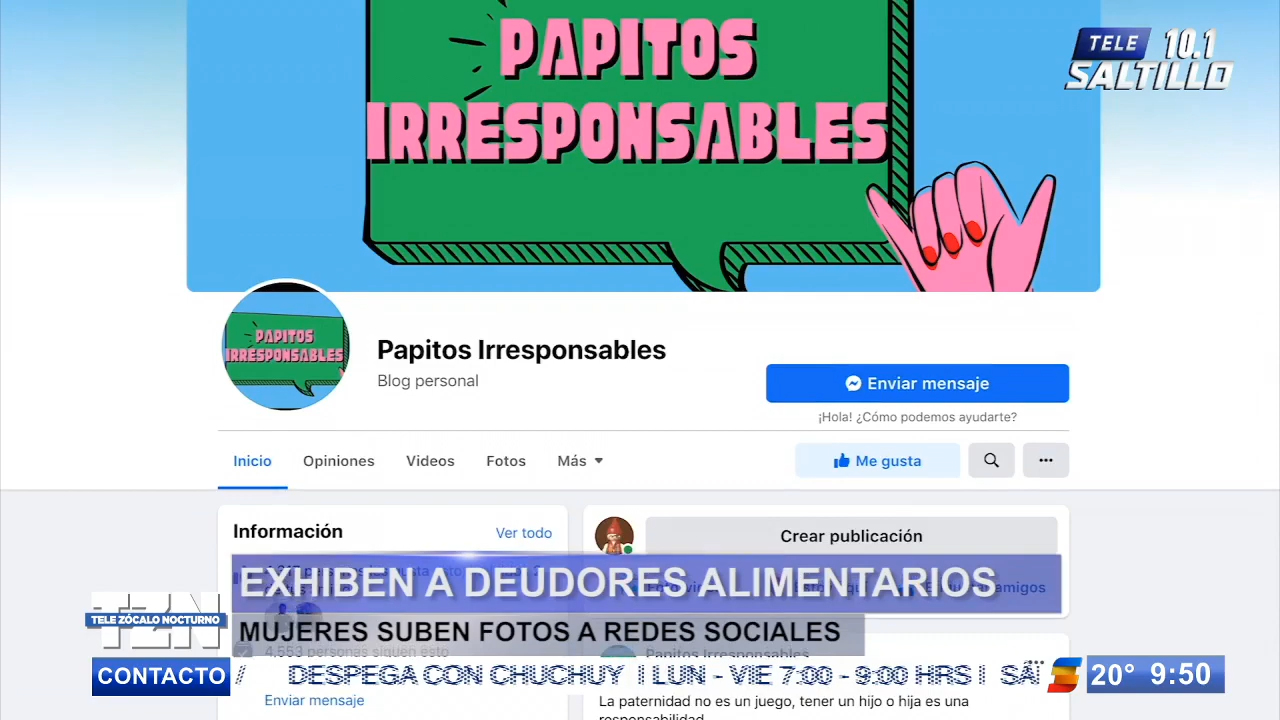 PAPITOS
IRRESPONSABLES
TELE 10.1
SALTILLO
PAPITOS
IRRESPONSABLES
Papitos Irresponsables
Blog personal
Enviar mensaje
¡Hola! ¿Cómo podemos ayudarte?
Inicio Opiniones Videos Fotos Más
Me gusta
Información Ver todo
Crear publicación
EXHIBEN A DEUDORES ALIMENTARIOS
amigos
TZN
TELE ZÓCALO NOCTURNO
MUJERES SUBEN FOTOS A REDES SOCIALES
4,553 personas siguen esto
Papitos Irresponsables
CONTACTO / DESPEGA CON CHUCHUY | LUN - VIE 7:00 - 9:00 HRS | SÁ
20° 9:50
Enviar mensaje
La paternidad no es un juego, tener un hijo o hija es una
responsabilidad